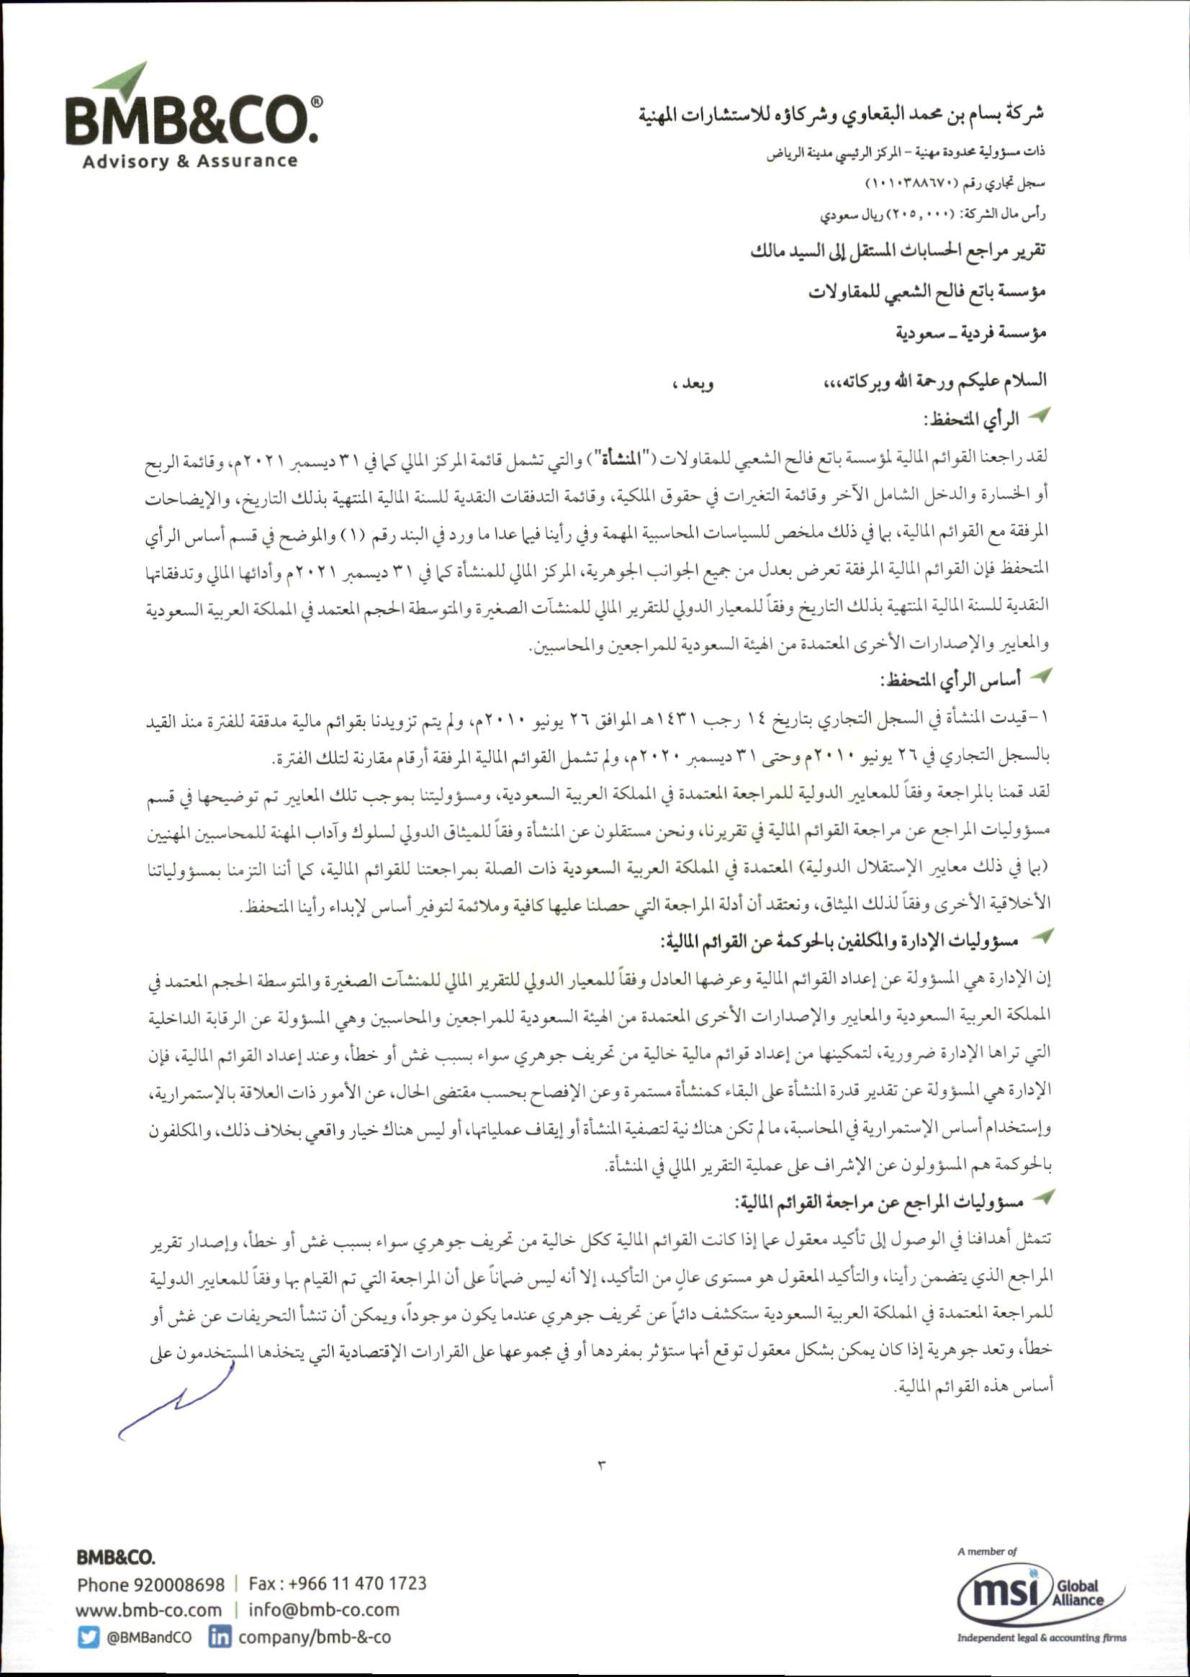 BMB&CO.®
Advisory & Assurance
شركة بسام بن محمد البقعاوي وشركاؤه للاستشارات المهنية
ذات مسؤولية محدودة مهنية – المركز الرئيسي مدينة الرياض
سجل تجاري رقم (١٠١٠٣٨٨٦٧٠)
رأس مال الشركة: (٢٠٥,٠٠٠) ريال سعودي
تقرير مراجع الحسابات المستقل إلى السيد مالك
مؤسسة باتع فالح الشعبي للمقاولات
مؤسسة فردية ـ سعودية
السلام عليكم ورحمة الله وبركاته،،، وبعد ،
الرأي المتحفظ:
لقد راجعنا القوائم المالية لمؤسسة باتع فالح الشعبي للمقاولات ("المنشأة") والتي تشمل قائمة المركز المالي كما في ٣١ ديسمبر ٢٠٢١م، وقائمة الربح
أو الخسارة والدخل الشامل الآخر وقائمة التغيرات في حقوق الملكية، وقائمة التدفقات النقدية للسنة المالية المنتهية بذلك التاريخ، والإيضاحات
المرفقة مع القوائم المالية، بما في ذلك ملخص للسياسات المحاسبية المهمة وفي رأينا فيما عدا ما ورد في البند رقم (١) والموضح في قسم أساس الرأي
المتحفظ فإن القوائم المالية المرفقة تعرض بعدل من جميع الجوانب الجوهرية، المركز المالي للمنشأة كما في ٣١ ديسمبر ٢٠٢١م وأدائها المالي وتدفقاتها
النقدية للسنة المالية المنتهية بذلك التاريخ وفقاً للمعيار الدولي للتقرير المالي للمنشآت الصغيرة والمتوسطة الحجم المعتمد في المملكة العربية السعودية
والمعايير والإصدارات الأخرى المعتمدة من الهيئة السعودية للمراجعين والمحاسبين.
أساس الرأي المتحفظ:
١-قيدت المنشأة في السجل التجاري بتاريخ ١٤ رجب ١٤٣١هـ الموافق ٢٦ يونيو ٢٠١٠م، ولم يتم تزويدنا بقوائم مالية مدققة للفترة منذ القيد
بالسجل التجاري في ٢٦ يونيو ٢٠١٠م وحتى ٣١ ديسمبر ٢٠٢٠م، ولم تشمل القوائم المالية المرفقة أرقام مقارنة لتلك الفترة.
لقد قمنا بالمراجعة وفقاً للمعايير الدولية للمراجعة المعتمدة في المملكة العربية السعودية، ومسؤوليتنا بموجب تلك المعايير تم توضيحها في قسم
مسؤوليات المراجع عن مراجعة القوائم المالية في تقريرنا، ونحن مستقلون عن المنشأة وفقاً للميثاق الدولي لسلوك وآداب المهنة للمحاسبين المهنيين
(بما في ذلك معايير الإستقلال الدولية) المعتمدة في المملكة العربية السعودية ذات الصلة بمراجعتنا للقوائم المالية، كما أننا التزمنا بمسؤولياتنا
الأخلاقية الأخرى وفقاً لذلك الميثاق، ونعتقد أن أدلة المراجعة التي حصلنا عليها كافية وملائمة لتوفير أساس لإبداء رأينا المتحفظ.
مسؤوليات الإدارة والمكلفين بالحوكمة عن القوائم المالية:
إن الإدارة هي المسؤولة عن إعداد القوائم المالية وعرضها العادل وفقاً للمعيار الدولي للتقرير المالي للمنشآت الصغيرة والمتوسطة الحجم المعتمد في
المملكة العربية السعودية والمعايير والإصدارات الأخرى المعتمدة من الهيئة السعودية للمراجعين والمحاسبين وهي المسؤولة عن الرقابة الداخلية
التي تراها الإدارة ضرورية، لتمكينها من إعداد قوائم مالية خالية من تحريف جوهري سواء بسبب غش أو خطأ، وعند إعداد القوائم المالية، فإن
الإدارة هي المسؤولة عن تقدير قدرة المنشأة على البقاء كمنشأة مستمرة وعن الإفصاح بحسب مقتضى الحال، عن الأمور ذات العلاقة بالإستمرارية،
وإستخدام أساس الإستمرارية في المحاسبة، ما لم تكن هناك نية لتصفية المنشأة أو إيقاف عملياتها، أو ليس هناك خيار واقعي بخلاف ذلك، والمكلفون
بالحوكمة هم المسؤولون عن الإشراف على عملية التقرير المالي في المنشأة.
مسؤوليات المراجع عن مراجعة القوائم المالية:
تتمثل أهدافنا في الوصول إلى تأكيد معقول عما إذا كانت القوائم المالية ككل خالية من تحريف جوهري سواء بسبب غش أو خطأ، وإصدار تقرير
المراجع الذي يتضمن رأينا، والتأكيد المعقول هو مستوى عالٍ من التأكيد، إلا أنه ليس ضماناً على أن المراجعة التي تم القيام بها وفقاً للمعايير الدولية
للمراجعة المعتمدة في المملكة العربية السعودية ستكشف دائماً عن تحريف جوهري عندما يكون موجوداً، ويمكن أن تنشأ التحريفات عن غش أو
خطأ، وتعد جوهرية إذا كان يمكن بشكل معقول توقع أنها ستؤثر بمفردها أو في مجموعها على القرارات الإقتصادية التي يتخذها المستخدمون على
أساس هذه القوائم المالية.
٣
BMB&CO.
Phone 920008698 | Fax : +966 11 470 1723
www.bmb-co.com | info@bmb-co.com
@BMBandCO in company/bmb-&-co
A member of
msi Global Alliance
Independent legal & accounting firms